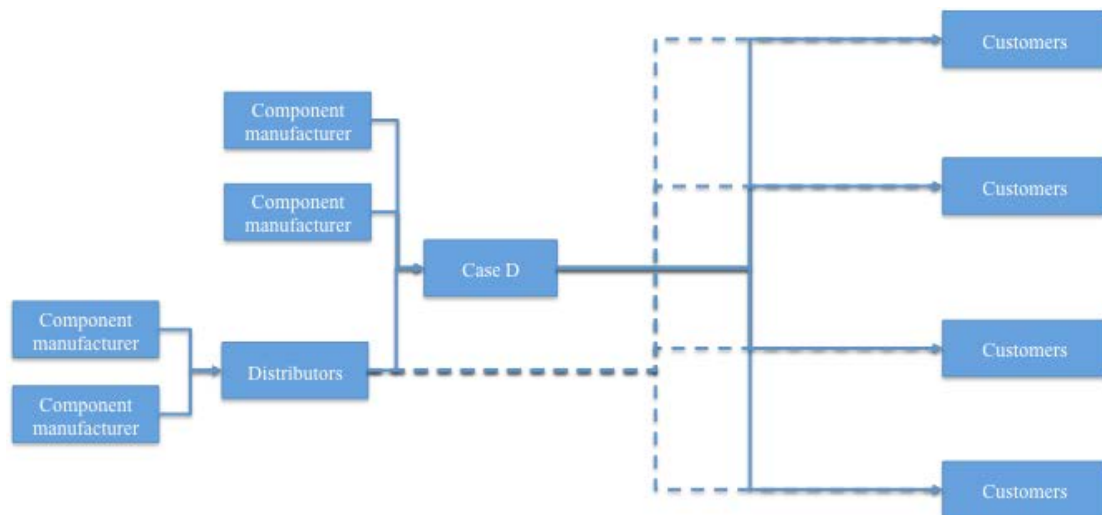 Customers
Component
manufacturer
Customers
Component
manufacturer
Case D
Component
manufacturer
Customers
Distributors
Component
manufacturer
Customers